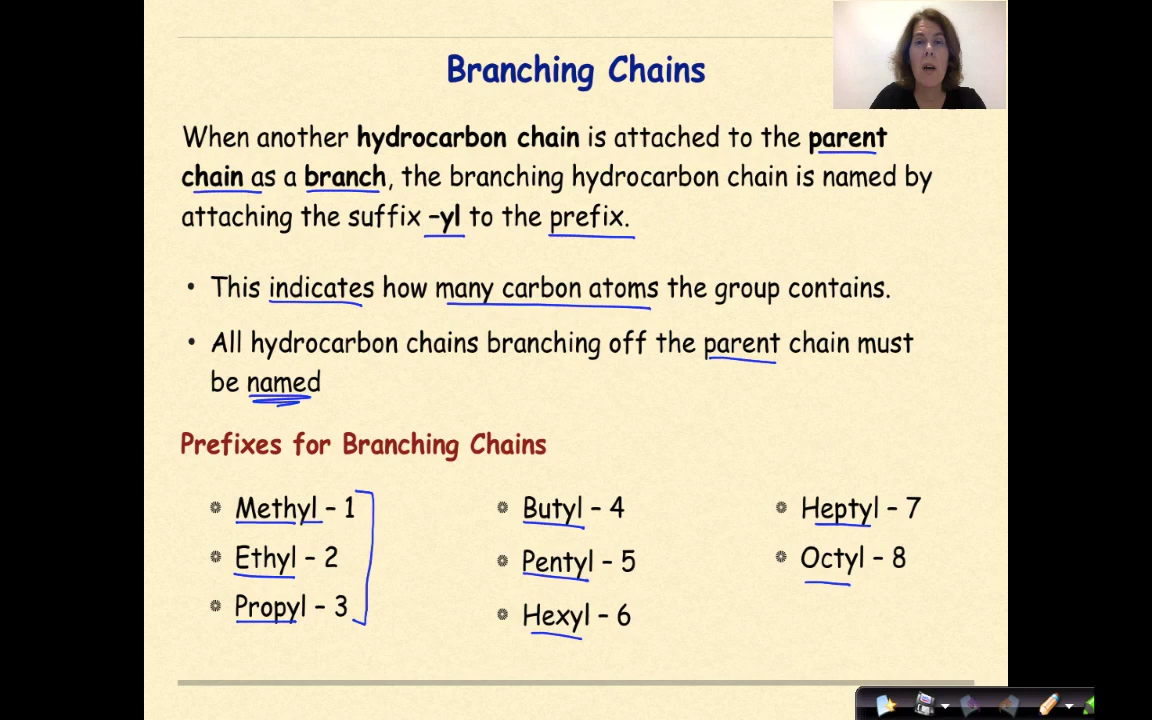 Branching Chains
When another hydrocarbon chain is attached to the parent
chain as a branch, the branching hydrocarbon chain is named by
attaching the suffix -yl to the prefix.
• This indicates how many carbon atoms the group contains.
• All hydrocarbon chains branching off the parent chain must
be named
Prefixes for Branching Chains
Methyl – 1
Ethyl – 2
Propyl – 3
Butyl – 4
Pentyl – 5
Hexyl – 6
Heptyl – 7
Octyl – 8